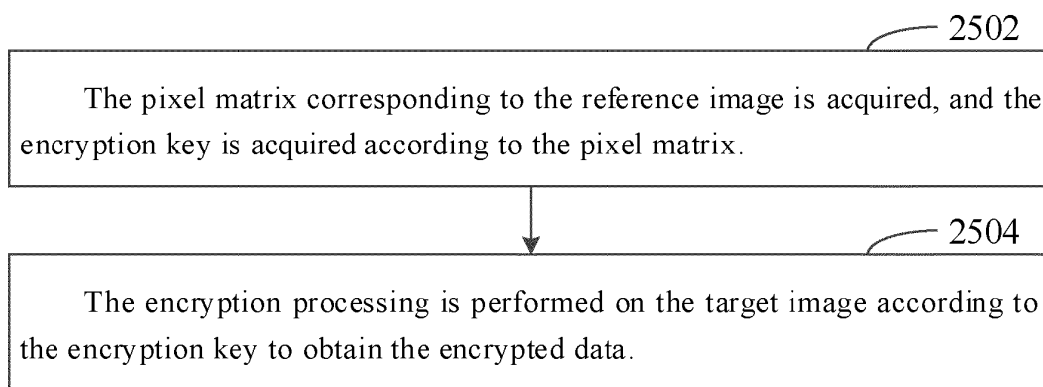 2502
The pixel matrix corresponding to the reference image is acquired, and the
encryption key is acquired according to the pixel matrix.
2504
The encryption processing is performed on the target image according to
the encryption key to obtain the encrypted data.